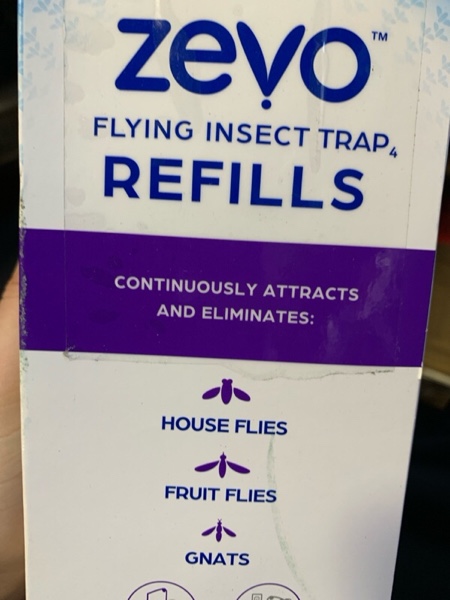 zevo™
FLYING INSECT TRAP4
REFILLS
CONTINUOUSLY ATTRACTS
AND ELIMINATES:
HOUSE FLIES
FRUIT FLIES
GNATS